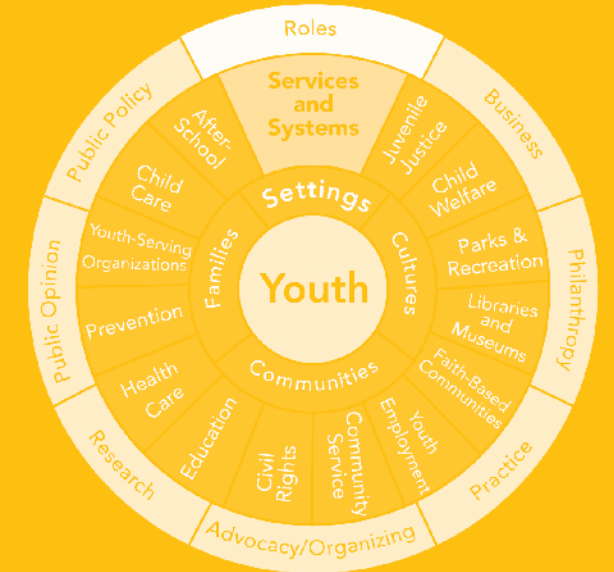 Roles
Business
Philanthropy
Practice
Advocacy/Organizing
Research
Public Opinion
Public Policy
Services
and
Systems
Juvenile
Justice
Child
Welfare
Parks &
Recreation
Libraries
and
Museums
Faith-Based
Communities
Youth
Employment
Community
Service
Civil
Rights
Education
Health
Care
Prevention
Youth-Serving
Organizations
Child
Care
After-
School
Settings
Cultures
Communities
Families
Youth